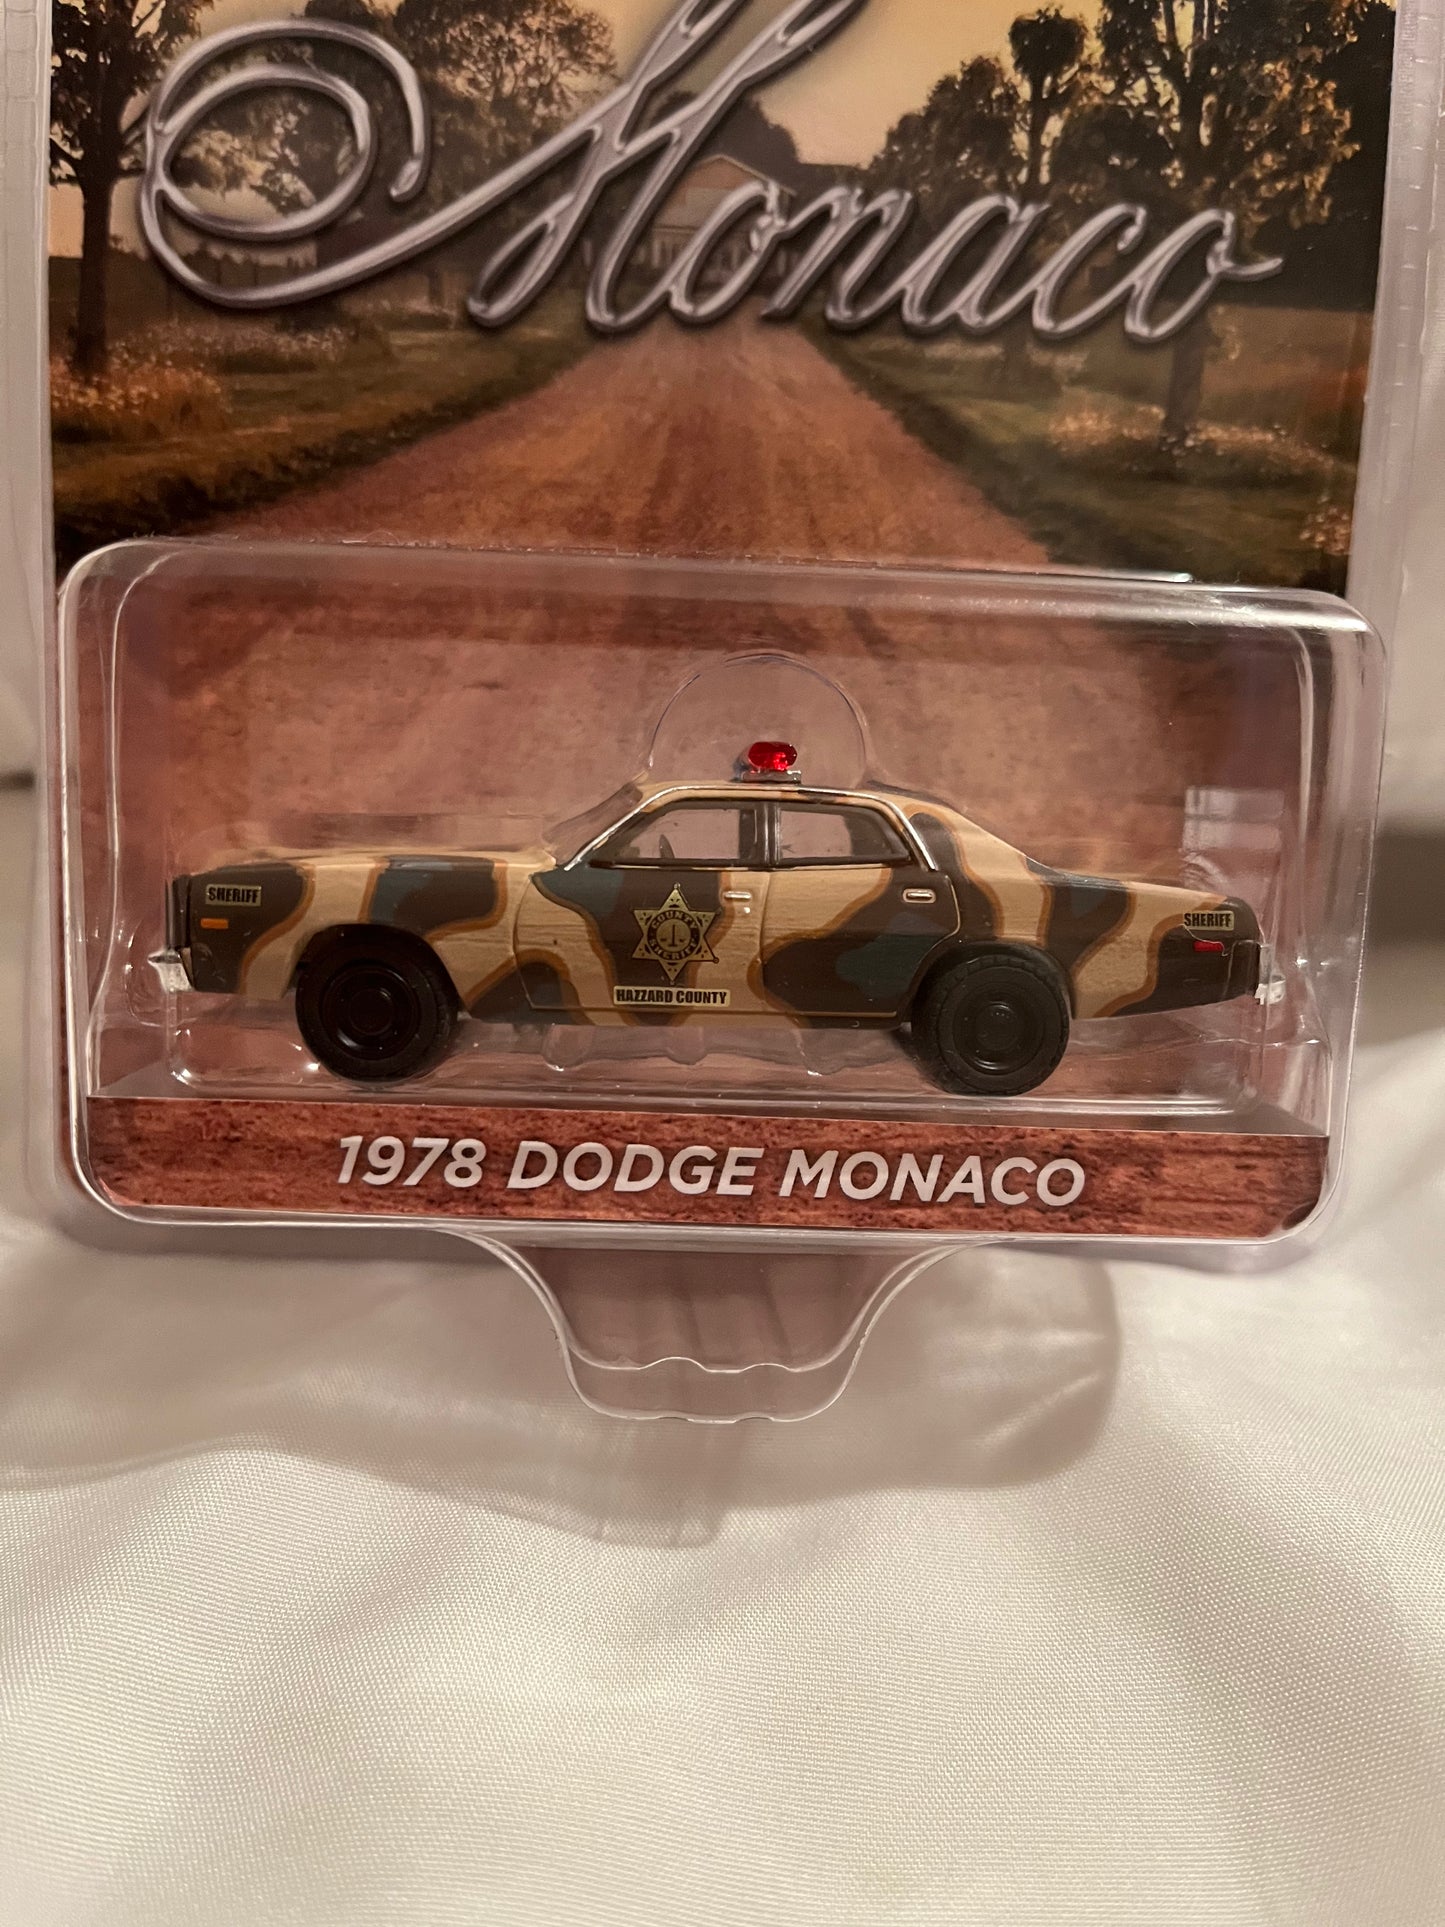 Monaco
SHERIFF
COUNTY
SHERIFF
HAZZARD COUNTY
SHERIFF
1978 DODGE MONACO